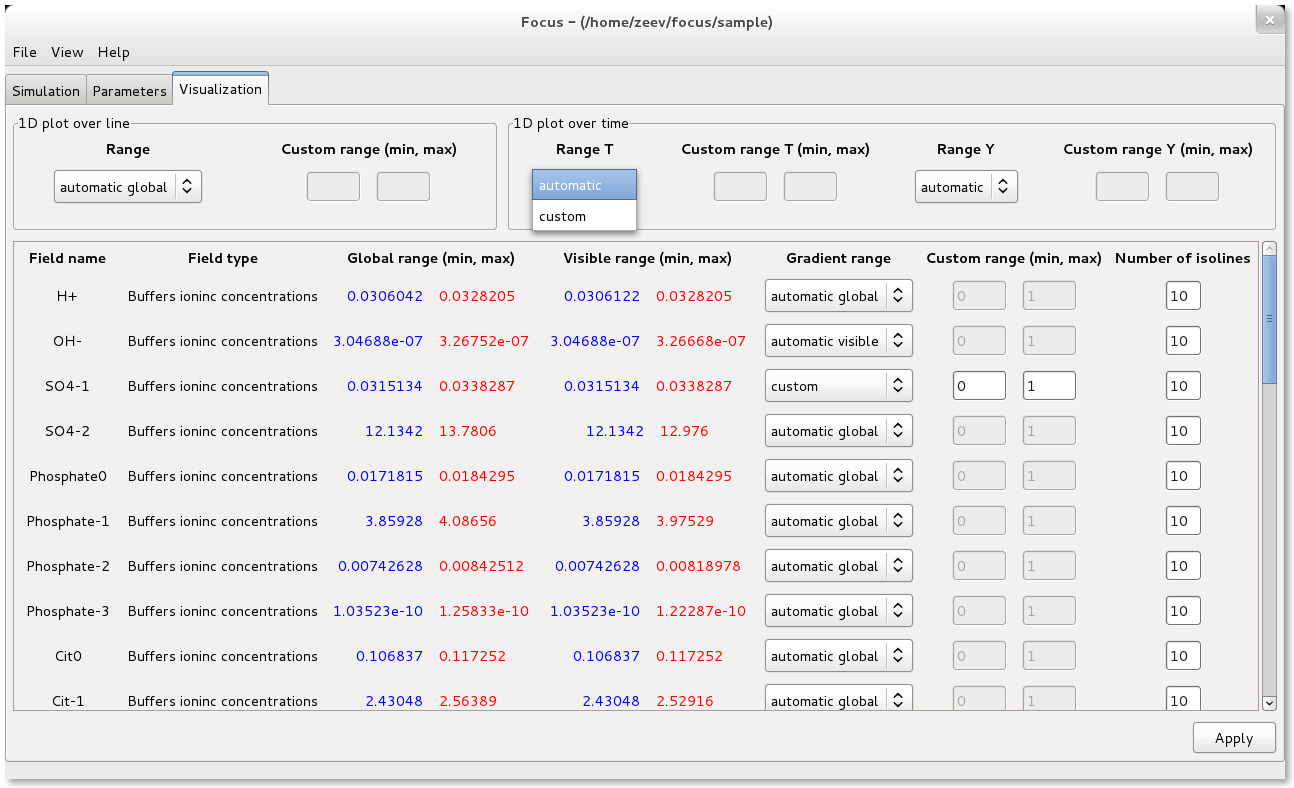 Focus - (/home/zeev/focus/sample)
File View Help
Simulation Parameters Visualization
1D plot over line 1D plot over time
Range Custom range (min, max) Range T Custom range T (min, max) Range Y Custom range Y (min, max)
automatic global automatic automatic
custom
Field name Field type Global range (min, max) Visible range (min, max) Gradient range Custom range (min, max) Number of isolines
H+ Buffers ioninc concentrations 0.0306042 0.0328205 0.0306122 0.0328205 automatic global 0 1 10
OH- Buffers ioninc concentrations 3.04688e-07 3.26752e-07 3.04688e-07 3.26668e-07 automatic visible 0 1 10
SO4-1 Buffers ioninc concentrations 0.0315134 0.0338287 0.0315134 0.0338287 custom 0 1 10
SO4-2 Buffers ioninc concentrations 12.1342 13.7806 12.1342 12.976 automatic global 0 1 10
Phosphate0 Buffers ioninc concentrations 0.0171815 0.0184295 0.0171815 0.0184295 automatic global 0 1 10
Phosphate-1 Buffers ioninc concentrations 3.85928 4.08656 3.85928 3.97529 automatic global 0 1 10
Phosphate-2 Buffers ioninc concentrations 0.00742628 0.00842512 0.00742628 0.00818978 automatic global 0 1 10
Phosphate-3 Buffers ioninc concentrations 1.03523e-10 1.25833e-10 1.03523e-10 1.22287e-10 automatic global 0 1 10
Cit0 Buffers ioninc concentrations 0.106837 0.117252 0.106837 0.117252 automatic global 0 1 10
Cit-1 Buffers ioninc concentrations 2.43048 2.56389 2.43048 2.52916 automatic global 0 1 10
Apply